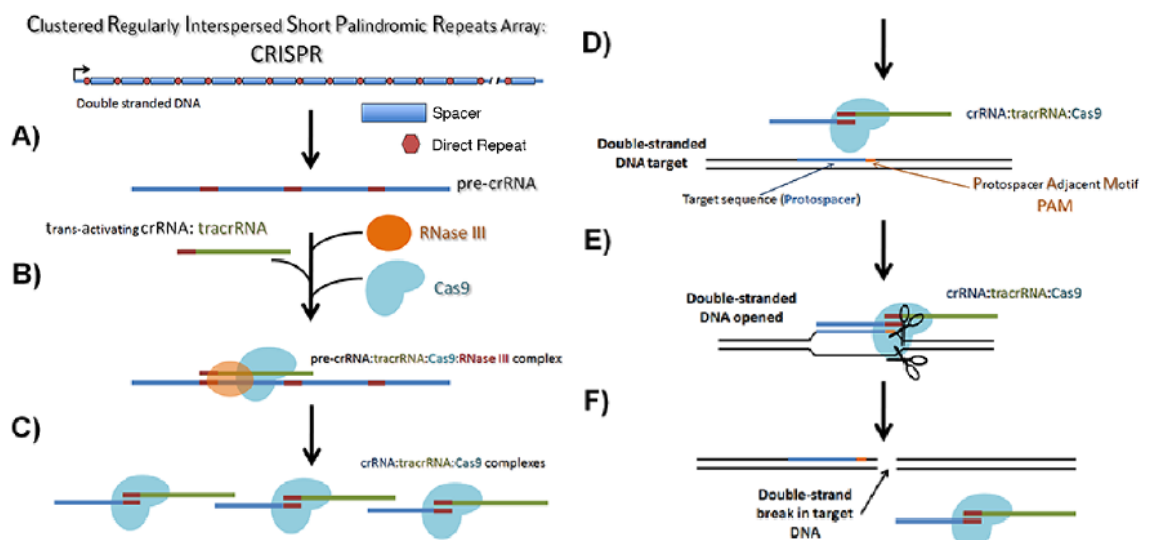 Clustered Regularly Interspersed Short Palindromic Repeats Array:
CRISPR
Double stranded DNA
Spacer
Direct Repeat
A)
pre-crRNA
trans-activating crRNA: tracrRNA
RNase III
B)
Cas9
pre-crRNA:tracrRNA:Cas9:RNase III complex
C)
crRNA:tracrRNA:Cas9 complexes
D)
crRNA:tracrRNA:Cas9
Double-stranded
DNA target
Target sequence (Protospacer)
Protospacer Adjacent Motif
PAM
E)
Double-stranded
DNA opened
crRNA:tracrRNA:Cas9
F)
Double-strand
break in target
DNA